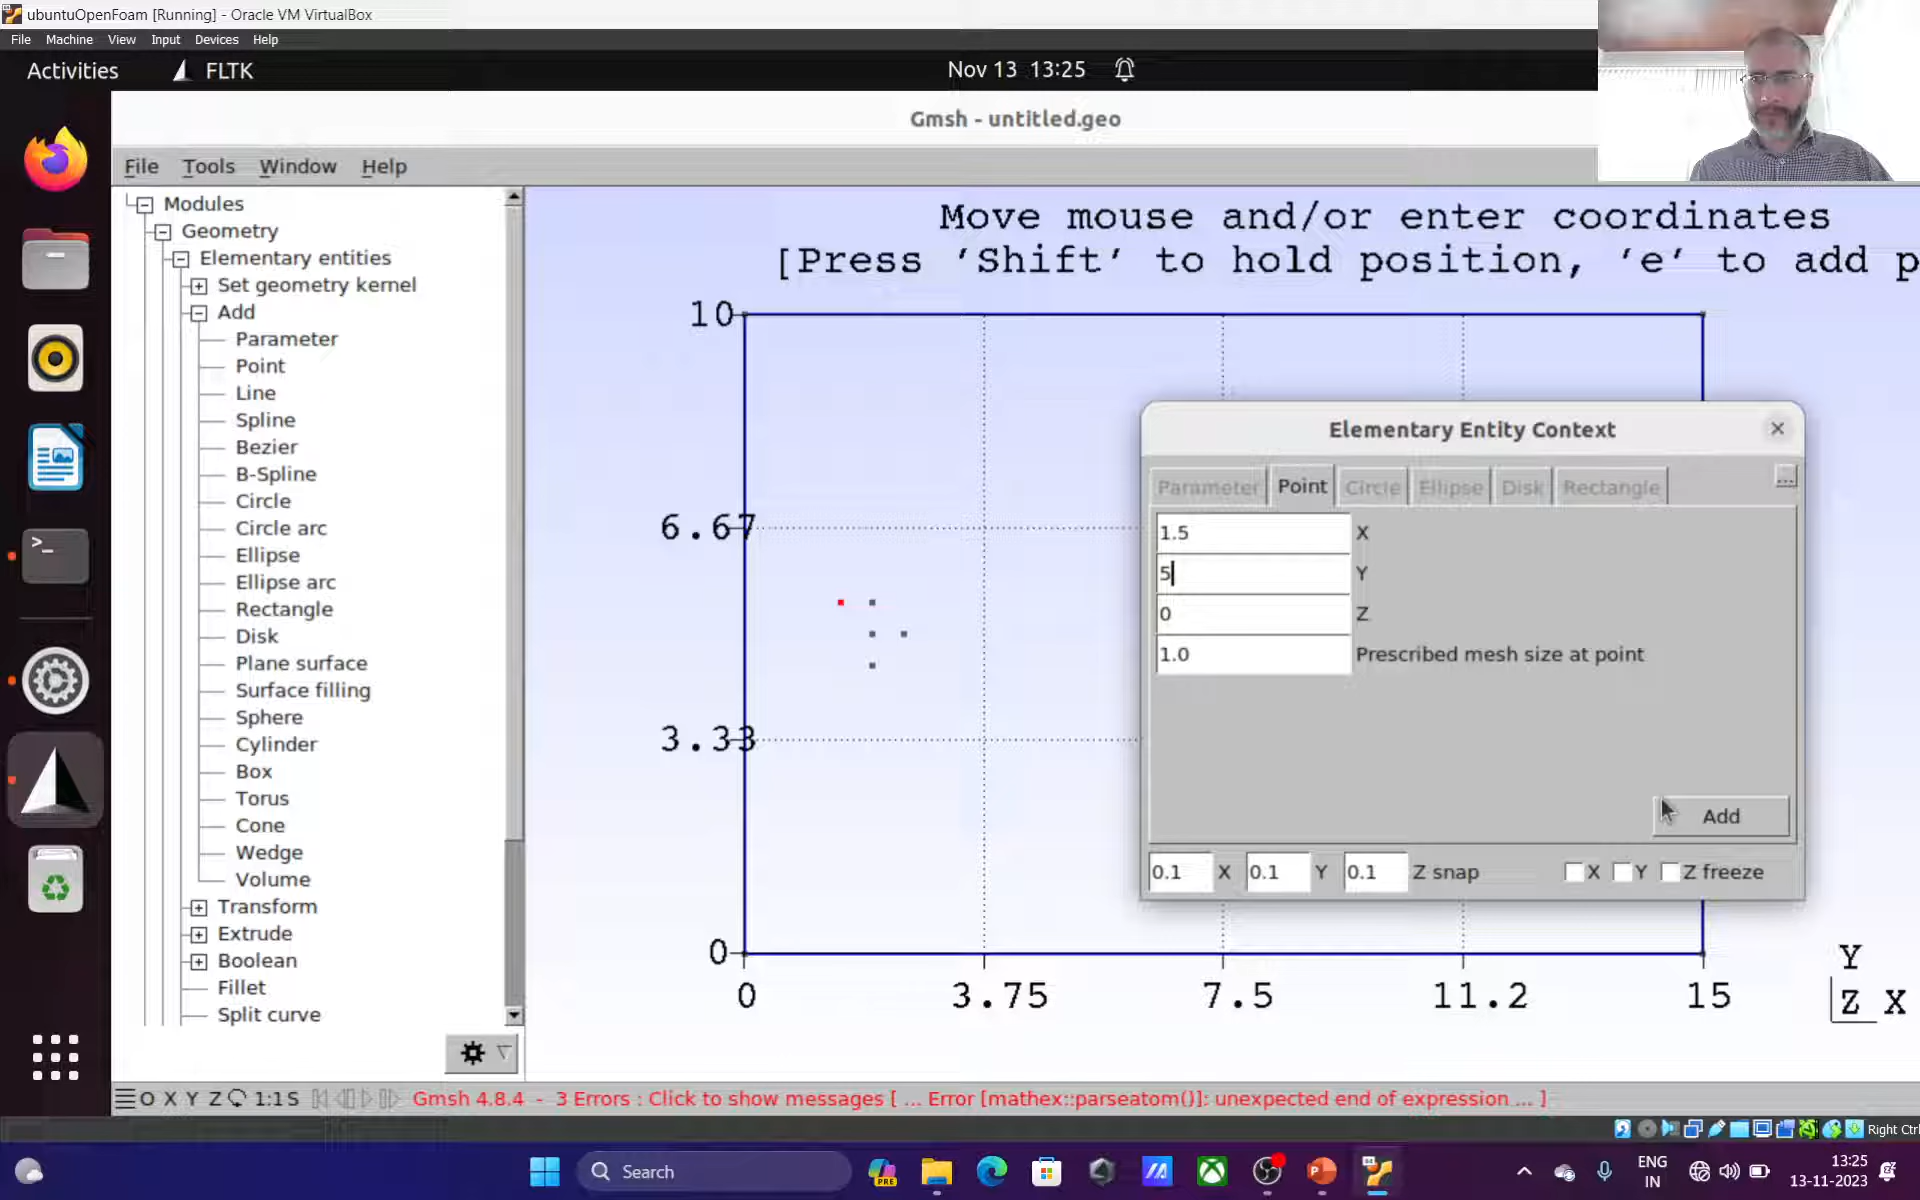 ubuntuOpenFoam [Running] - Oracle VM VirtualBox
File Machine View Input Devices Help
Activities FLTK Nov 13 13:25
Gmsh - untitled.geo
File Tools Window Help
Modules
Geometry
Elementary entities
Set geometry kernel
Add
Parameter
Point
Line
Spline
Bezier
B-Spline
Circle
Circle arc
Ellipse
Ellipse arc
Rectangle
Disk
Plane surface
Surface filling
Sphere
Cylinder
Box
Torus
Cone
Wedge
Volume
Transform
Extrude
Boolean
Fillet
Split curve
Move mouse and/or enter coordinates
[Press 'Shift' to hold position, 'e' to add p
10
6.67
3.33
0
0 3.75 7.5 11.2 15
Y
Z X
Elementary Entity Context
Parameter Point Circle Ellipse Disk Rectangle ...
1.5 X
5 Y
0 Z
1.0 Prescribed mesh size at point
Add
0.1 X 0.1 Y 0.1 Z snap X Y Z freeze
O X Y Z 1:1 S Gmsh 4.8.4 - 3 Errors : Click to show messages [ ... Error [mathex::parseatom()]: unexpected end of expression ... ]
Right Ctrl
Search
PRE
ENG
IN
13:25
13-11-2023